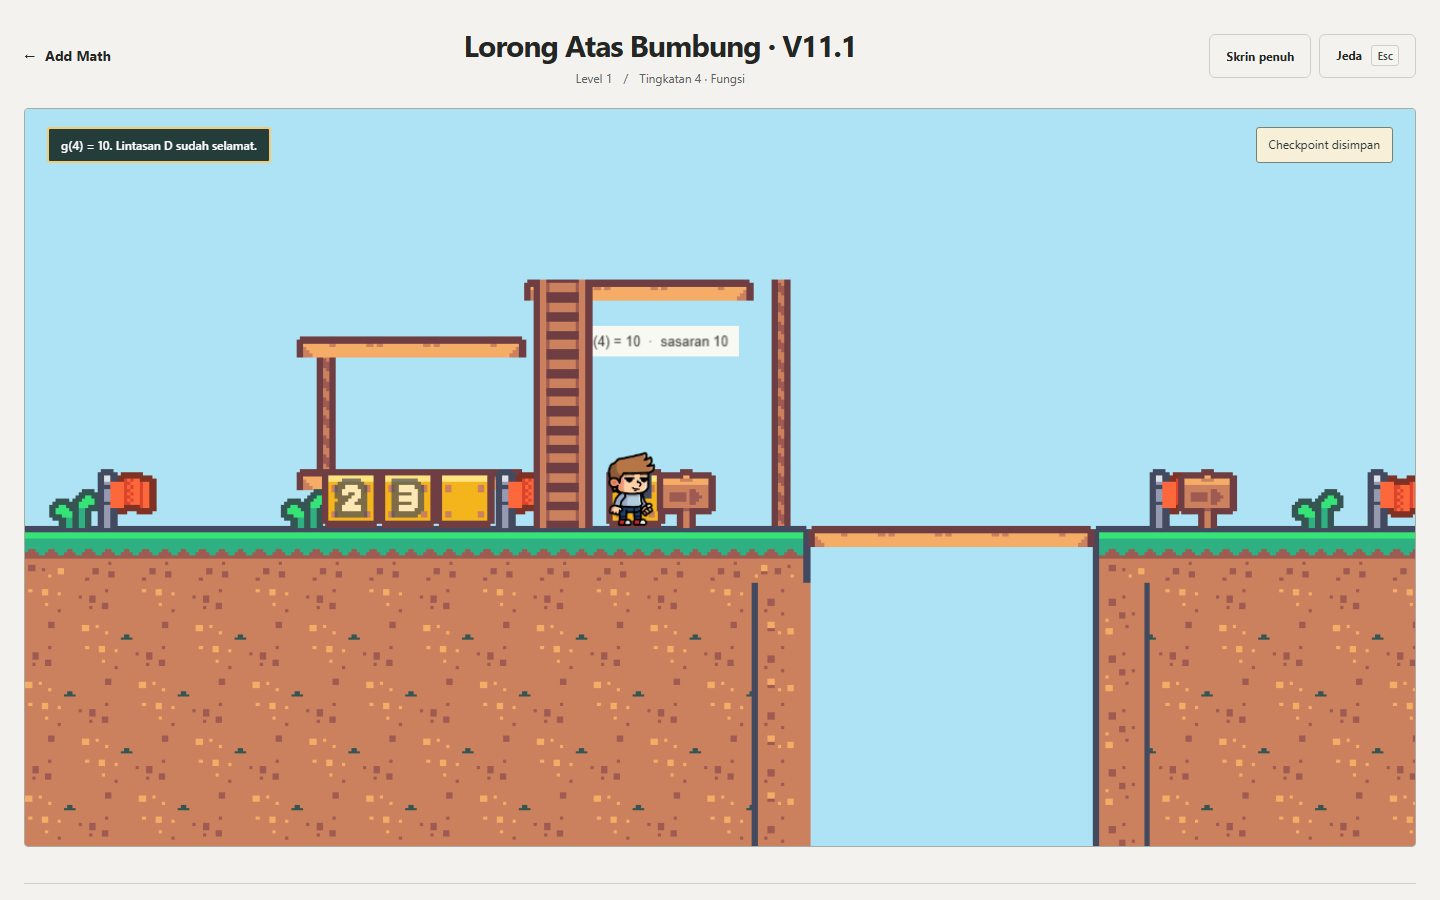 ← Add Math
Lorong Atas Bumbung · V11.1
Level 1 / Tingkatan 4 · Fungsi
Skrin penuh
Jeda Esc
g(4) = 10. Lintasan D sudah selamat.
Checkpoint disimpan
(4) = 10 · sasaran 10
2